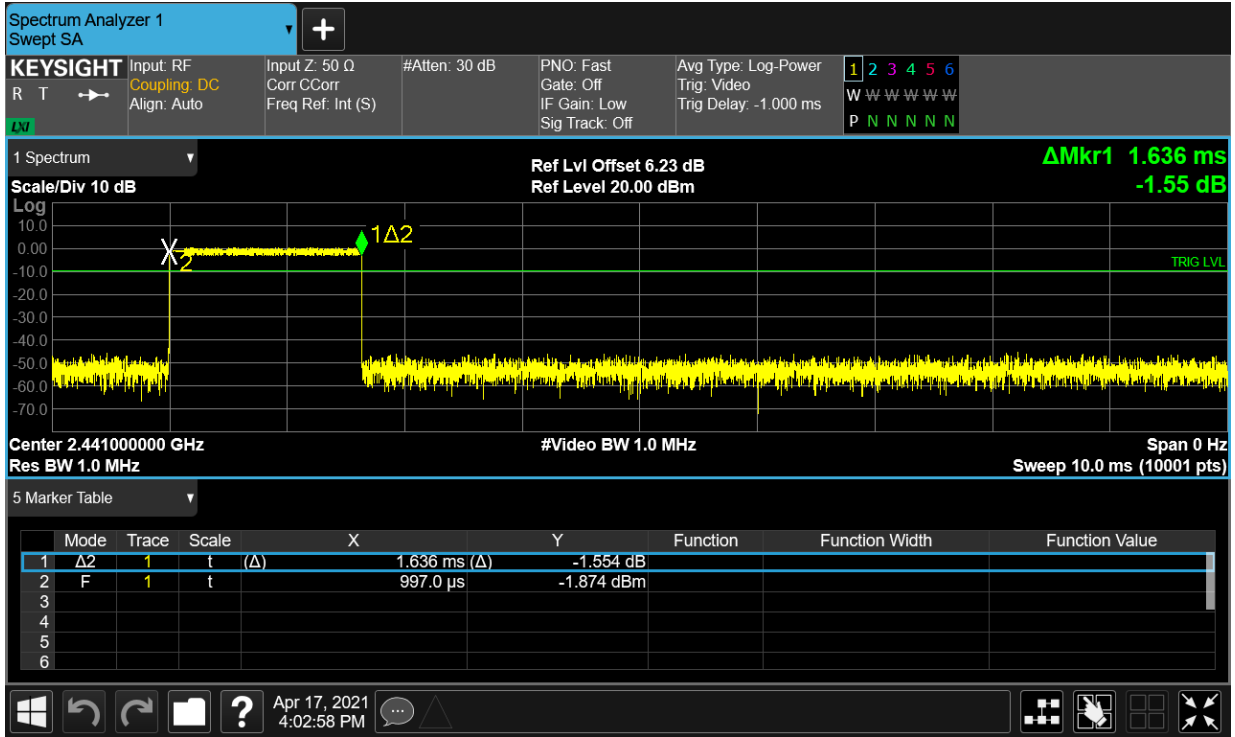 Spectrum Analyzer 1
Swept SA
+
KEYSIGHT
R T
LXI
Input: RF
Coupling: DC
Align: Auto
Input Z: 50 Ω
Corr CCorr
Freq Ref: Int (S)
#Atten: 30 dB
PNO: Fast
Gate: Off
IF Gain: Low
Sig Track: Off
Avg Type: Log-Power
Trig: Video
Trig Delay: -1.000 ms
1 2 3 4 5 6
W W W W W W
P N N N N N
1 Spectrum
Scale/Div 10 dB
Ref Lvl Offset 6.23 dB
Ref Level 20.00 dBm
ΔMkr1 1.636 ms
-1.55 dB
Log
10.0
0.00
-10.0
-20.0
-30.0
-40.0
-50.0
-60.0
-70.0
X
2
1Δ2
TRIG LVL
Center 2.441000000 GHz
Res BW 1.0 MHz
#Video BW 1.0 MHz
Span 0 Hz
Sweep 10.0 ms (10001 pts)
5 Marker Table
Mode Trace Scale X Y Function Function Width Function Value
1 Δ2 1 t (Δ) 1.636 ms (Δ) -1.554 dB
2 F 1 t 997.0 µs -1.874 dBm
3
4
5
6
?
Apr 17, 2021
4:02:58 PM